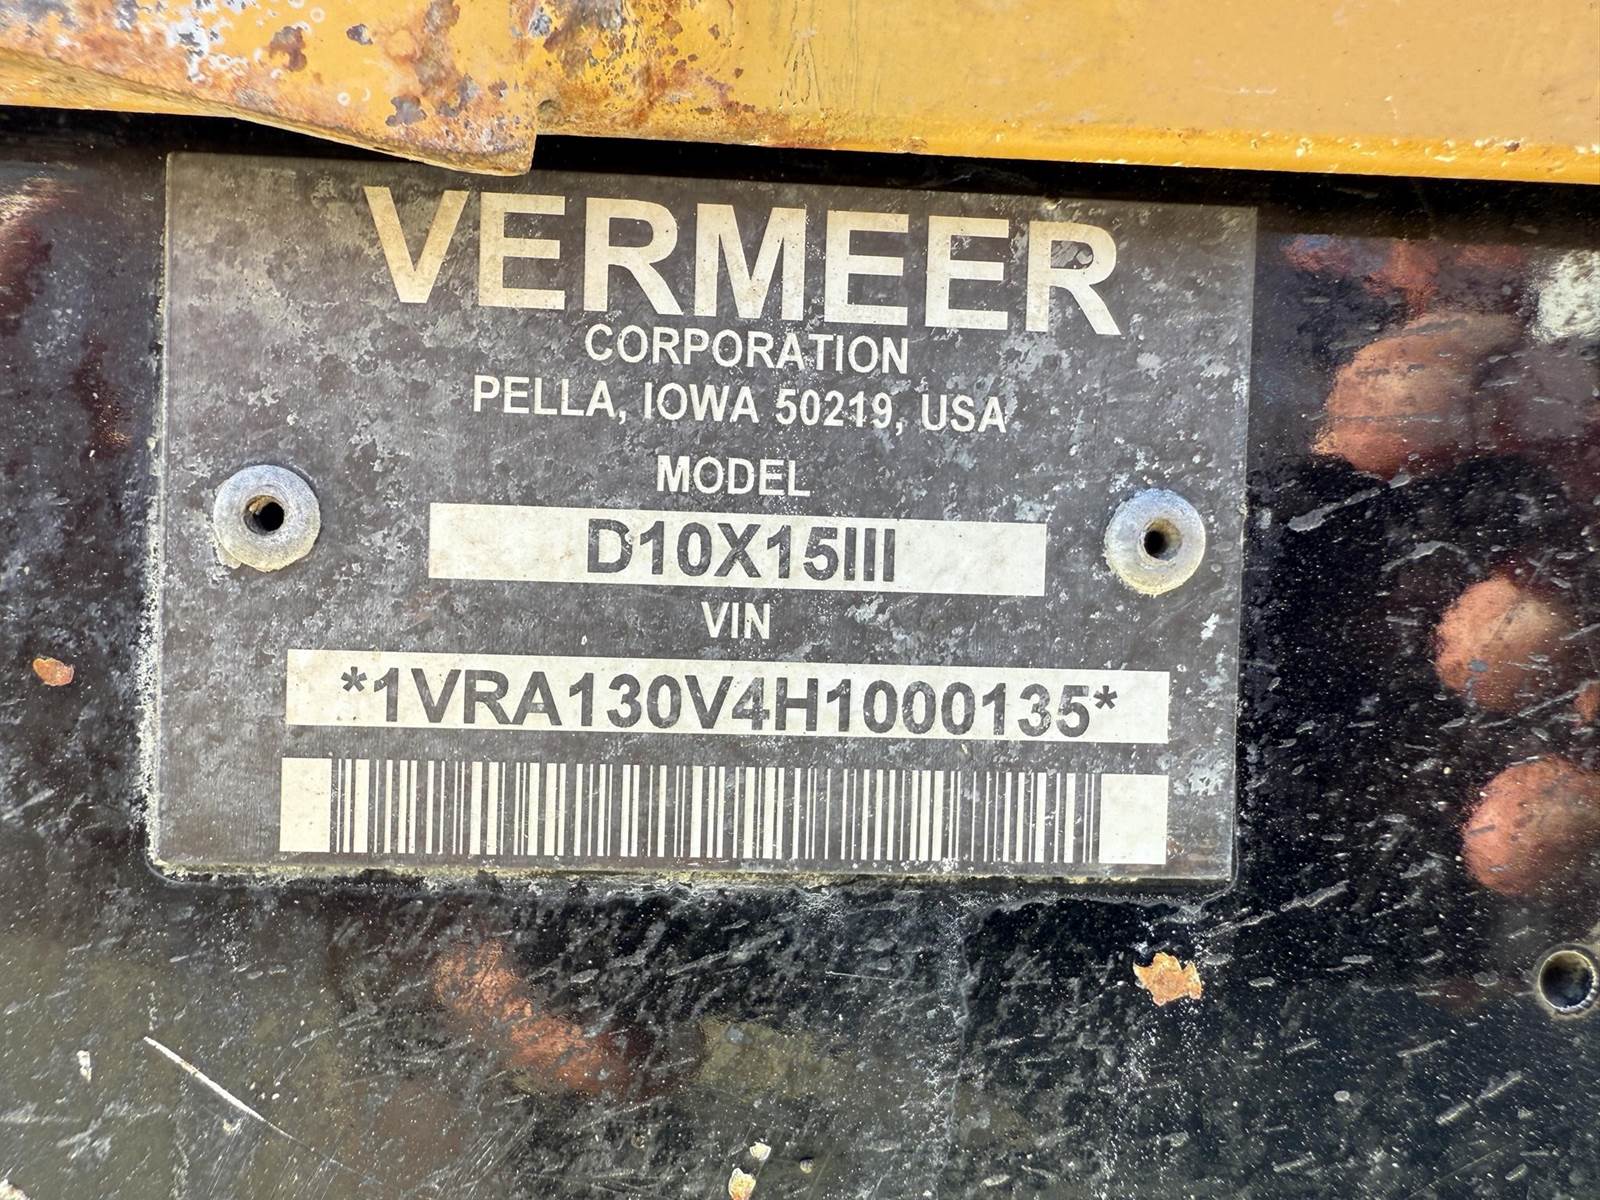 VERMEER
CORPORATION
PELLA, IOWA 50219, USA
MODEL
D10X15III
VIN
*1VRA130V4H1000135*